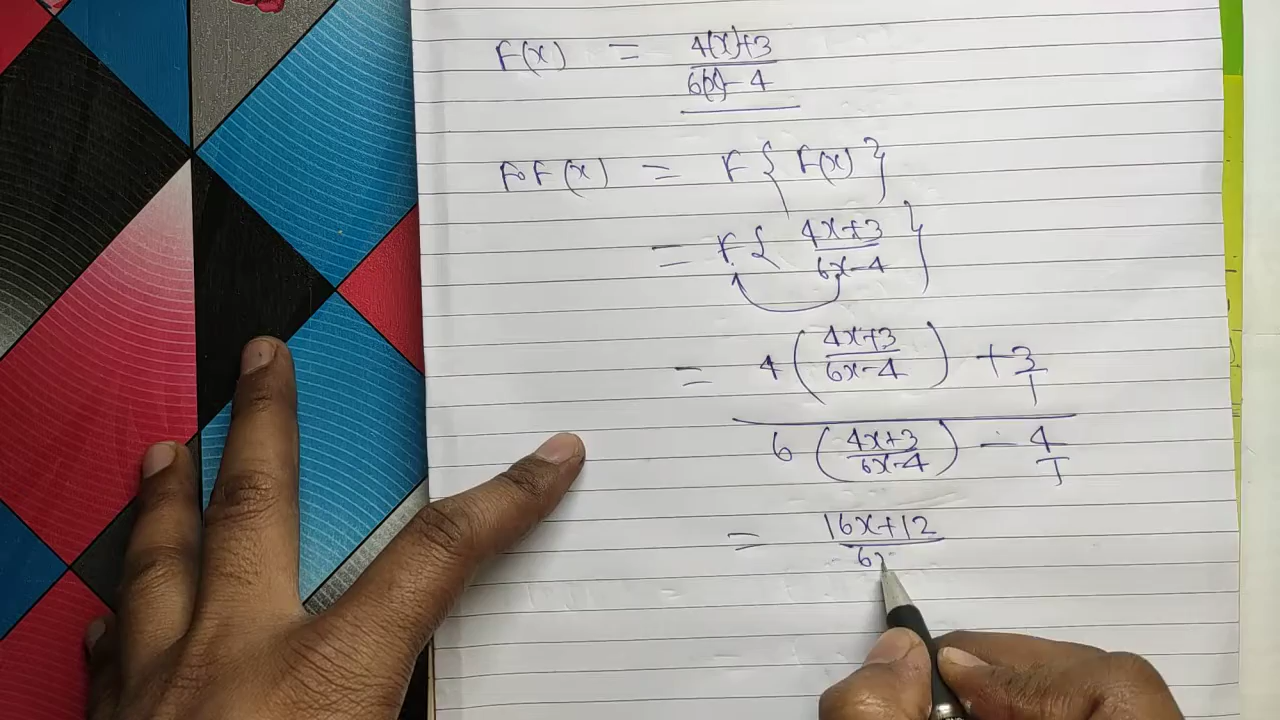 F(x) = 4(x)+3
6(x)-4
FoF(x) = F{F(x)}
= F{ 4x+3
6x-4 }
= 4( 4x+3
6x-4 ) + 3
1
6( 4x+3
6x-4 ) - 4
1
= 16x+12
6x